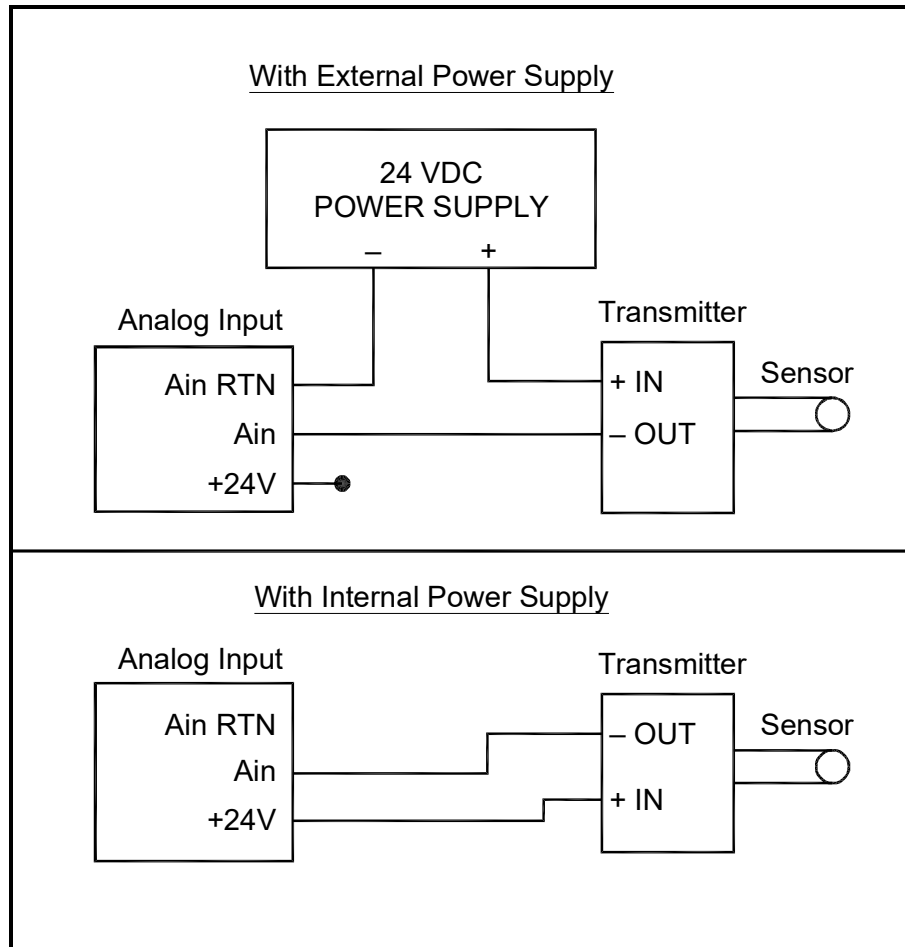 With External Power Supply
24 VDC
POWER SUPPLY
– +
Analog Input
Transmitter
Ain RTN
Ain
+24V
+ IN
– OUT
Sensor
With Internal Power Supply
Analog Input
Transmitter
Ain RTN
Ain
+24V
– OUT
+ IN
Sensor